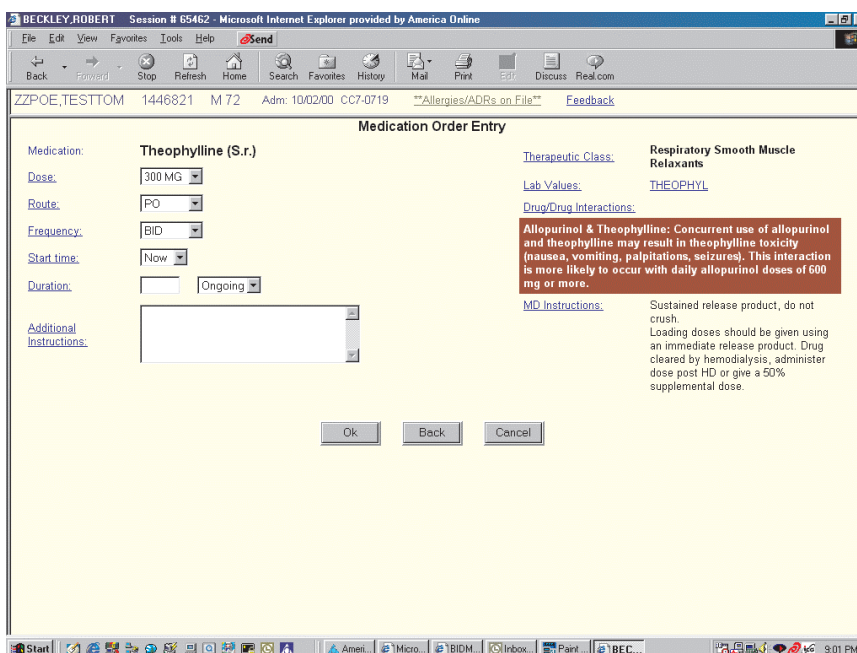 BECKLEY,ROBERT Session # 65462 - Microsoft Internet Explorer provided by America Online
File Edit View Favorites Tools Help Send
Back Forward Stop Refresh Home Search Favorites History Mail Print Edit Discuss Real.com
ZZPOE,TESTTOM 1446821 M 72 Adm: 10/02/00 CC7-0719 **Allergies/ADRs on File** Feedback
Medication Order Entry
Medication: Theophylline (S.r.)
Dose: 300 MG
Route: PO
Frequency: BID
Start time: Now
Duration: Ongoing
Additional
Instructions:
Therapeutic Class: Respiratory Smooth Muscle
Relaxants
Lab Values: THEOPHYL
Drug/Drug Interactions:
Allopurinol & Theophylline: Concurrent use of allopurinol
and theophylline may result in theophylline toxicity
(nausea, vomiting, palpitations, seizures). This interaction
is more likely to occur with daily allopurinol doses of 600
mg or more.
MD Instructions: Sustained release product, do not
crush.
Loading doses should be given using
an immediate release product. Drug
cleared by hemodialysis, administer
dose post HD or give a 50%
supplemental dose.
Ok Back Cancel
Start Ameri... Micro... BIDM... Inbox... Paint ... BEC... 9:01 PM